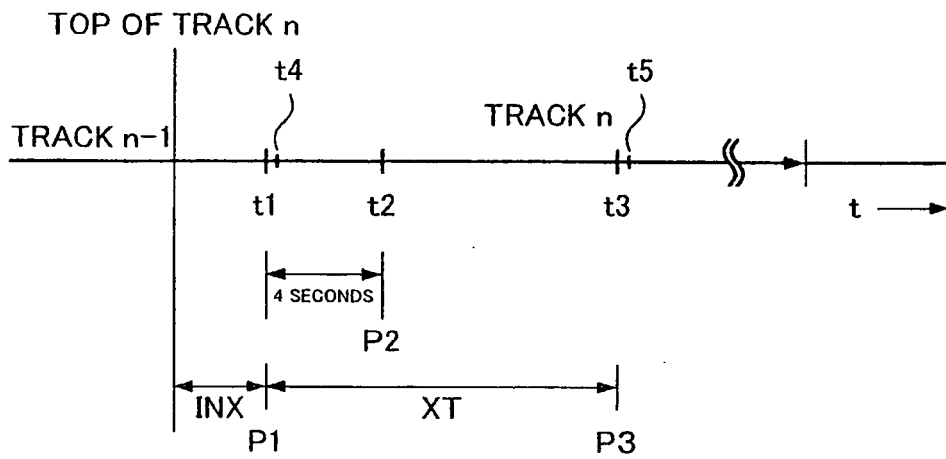 TOP OF TRACK n
t4
t5
TRACK n-1
TRACK n
t1
t2
t3
t
4 SECONDS
P2
INX
XT
P1
P3